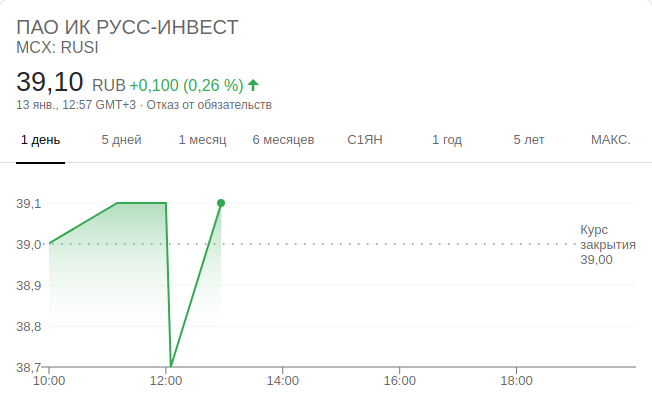 ПАО ИК РУСС-ИНВЕСТ
MCX: RUSI
39,10 RUB +0,100 (0,26 %)
13 янв., 12:57 GMT+3 · Отказ от обязательств
1 день 5 дней 1 месяц 6 месяцев С1ЯН 1 год 5 лет МАКС.
39,1
39,0
38,9
38,8
38,7
Курс
закрытия
39,00
10:00 12:00 14:00 16:00 18:00